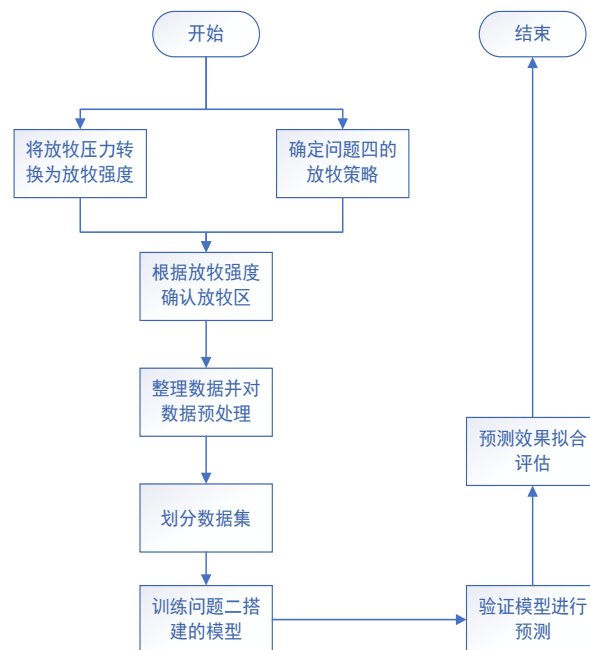 开始
结束
将放牧压力转
换为放牧强度
确定问题四的
放牧策略
根据放牧强度
确认放牧区
整理数据并对
数据预处理
划分数据集
训练问题二搭
建的模型
验证模型进行
预测
预测效果拟合
评估